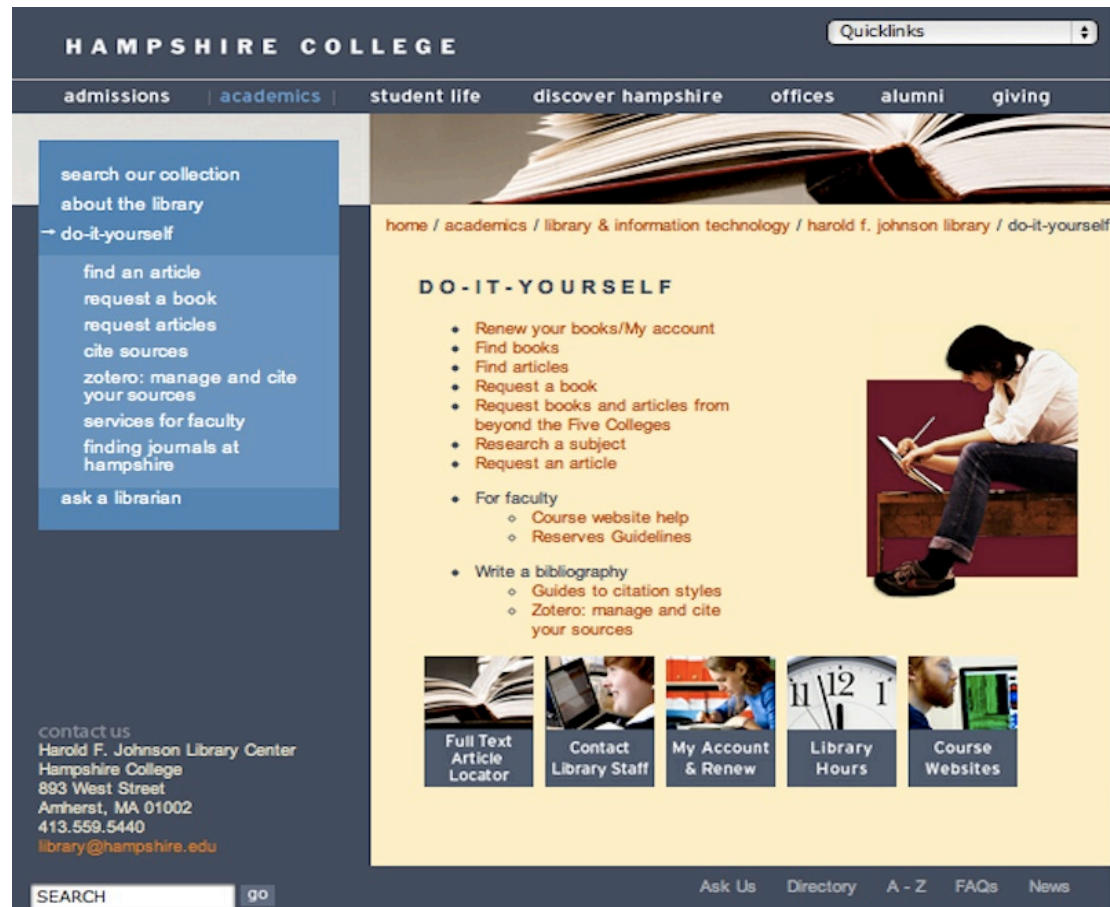 HAMPSHIRE COLLEGE
Quicklinks
admissions | academics | student life discover hampshire offices alumni giving
search our collection
about the library
→ do-it-yourself
find an article
request a book
request articles
cite sources
zotero: manage and cite
your sources
services for faculty
finding journals at
hampshire
ask a librarian
home / academics / library & information technology / harold f. johnson library / do-it-yourself
DO-IT-YOURSELF
Renew your books/My account
Find books
Find articles
Request a book
Request books and articles from
beyond the Five Colleges
Research a subject
Request an article
For faculty
Course website help
Reserves Guidelines
Write a bibliography
Guides to citation styles
Zotero: manage and cite
your sources
11 12 1
Full Text
Article
Locator
Contact
Library Staff
My Account
& Renew
Library
Hours
Course
Websites
contact us
Harold F. Johnson Library Center
Hampshire College
893 West Street
Amherst, MA 01002
413.559.5440
library@hampshire.edu
SEARCH go
Ask Us Directory A - Z FAQs News